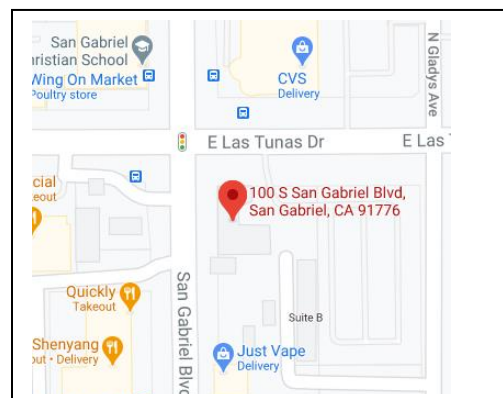 San Gabriel
hristian School
Wing On Market
Poultry store
CVS
Delivery
N Gladys Ave
E Las Tunas Dr
E Las
100 S San Gabriel Blvd,
San Gabriel, CA 91776
cial
eout
Quickly
Takeout
San Gabriel Blvd
Suite B
Shenyang
out • Delivery
Just Vape
Delivery